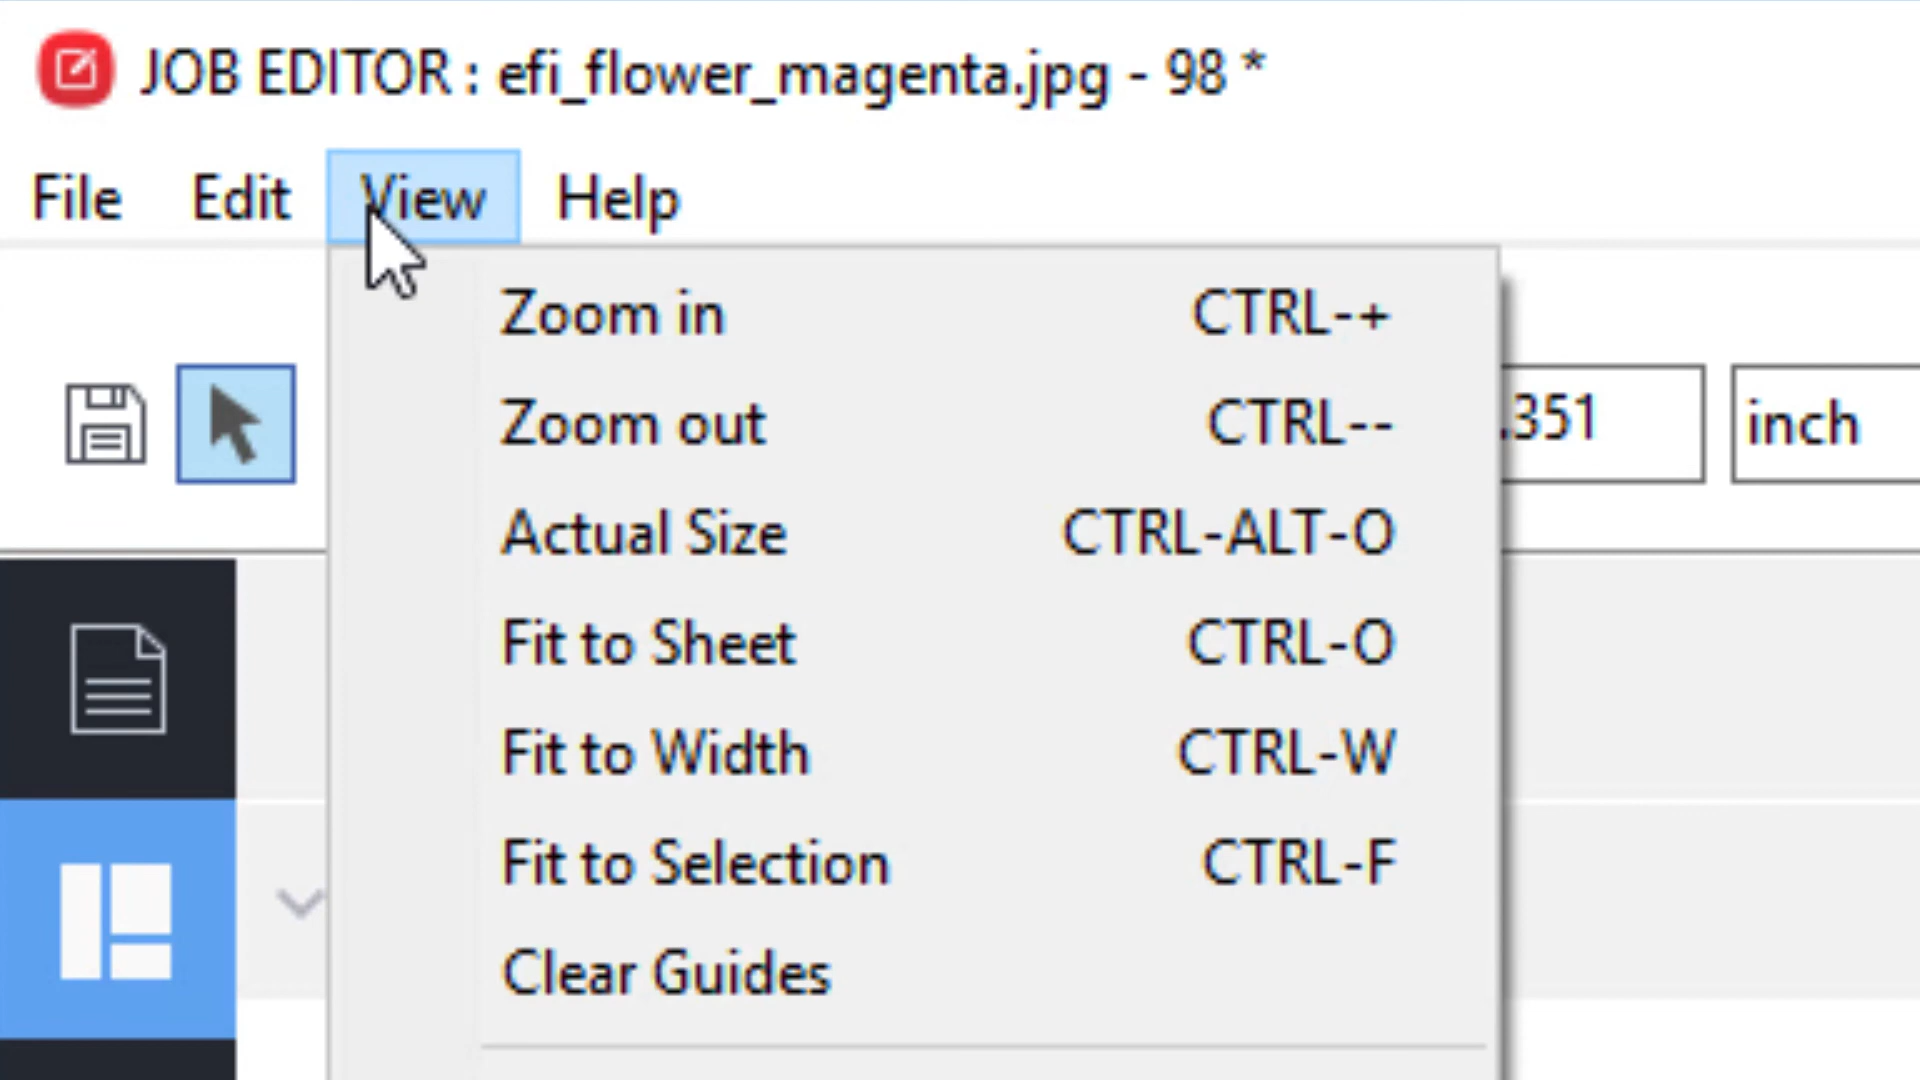 JOB EDITOR : efi_flower_magenta.jpg - 98 *
File Edit View Help
Zoom in CTRL-+
Zoom out CTRL--
.351 inch
Actual Size CTRL-ALT-O
Fit to Sheet CTRL-O
Fit to Width CTRL-W
Fit to Selection CTRL-F
Clear Guides